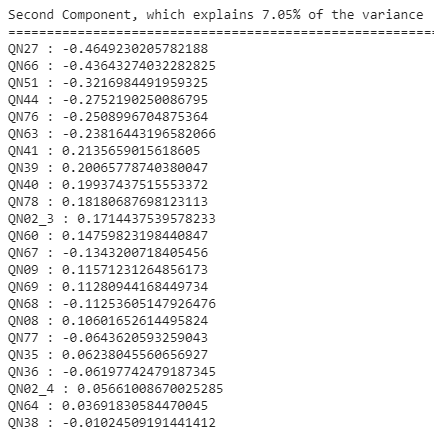 Second Component, which explains 7.05% of the variance
=======================================================
QN27 : -0.4649230205782188
QN66 : -0.43643274032282825
QN51 : -0.3216984491959325
QN44 : -0.2752190250086795
QN76 : -0.2508996704875364
QN63 : -0.23816443196582066
QN41 : 0.2135659015618605
QN39 : 0.20065778740380047
QN40 : 0.19937437515553372
QN78 : 0.18180687698123113
QN02_3 : 0.1714437539578233
QN60 : 0.14759823198440847
QN67 : -0.1343200718405456
QN09 : 0.11571231264856173
QN69 : 0.11280944168449734
QN68 : -0.11253605147926476
QN08 : 0.10601652614495824
QN77 : -0.0643620593259043
QN35 : 0.06238045560656927
QN36 : -0.06197742479187345
QN02_4 : 0.05661008670025285
QN64 : 0.03691830584470045
QN38 : -0.01024509191441412